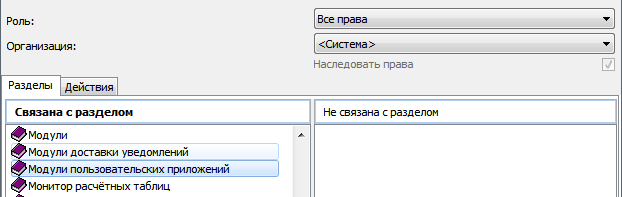 Роль: Все права
Организация: <Система>
Наследовать права
Разделы Действия
Связана с разделом Не связана с разделом
Модули
Модули доставки уведомлений
Модули пользовательских приложений
Монитор расчётных таблиц